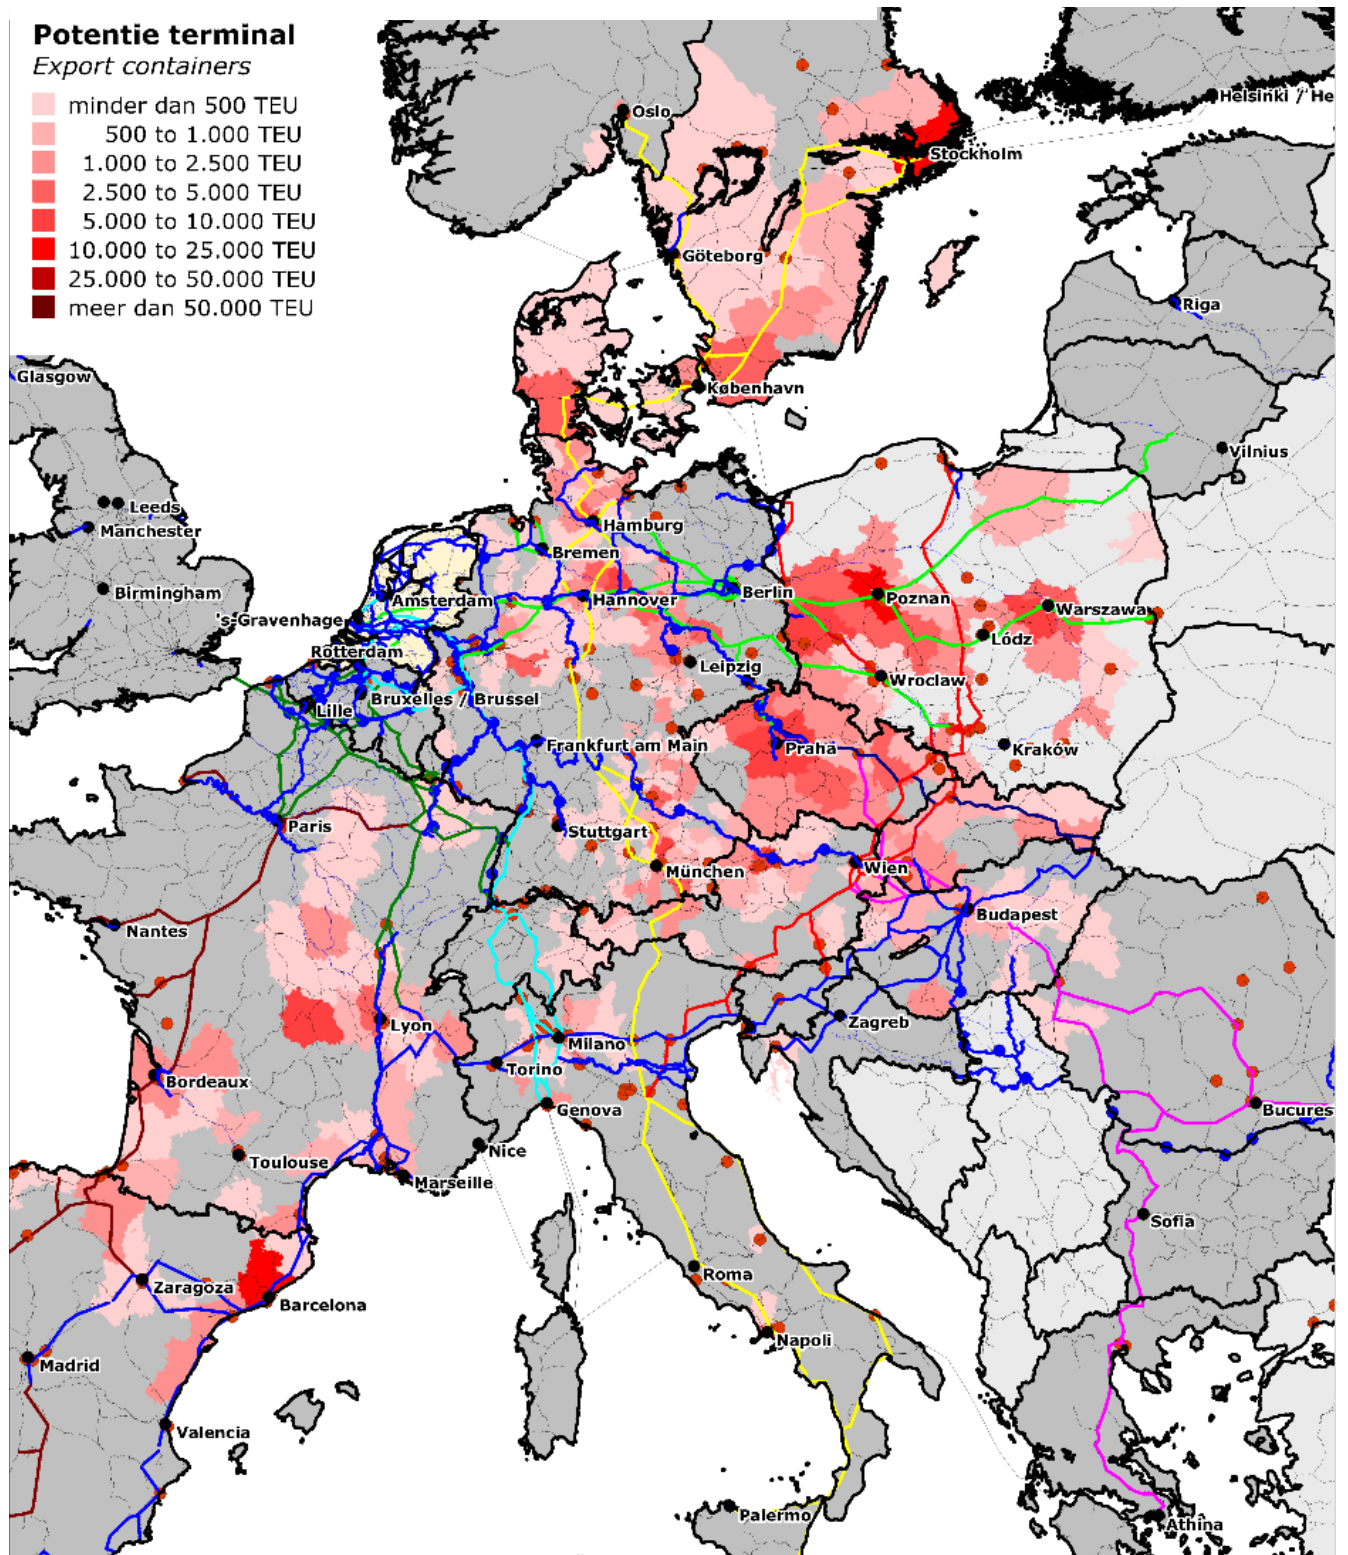 Potentie terminal
Export containers
minder dan 500 TEU
500 to 1.000 TEU
1.000 to 2.500 TEU
2.500 to 5.000 TEU
5.000 to 10.000 TEU
10.000 to 25.000 TEU
25.000 to 50.000 TEU
meer dan 50.000 TEU
Oslo
Helsinki / He
Stockholm
Göteborg
Riga
Glasgow
København
Vilnius
Leeds
Manchester
Hamburg
Bremen
Birmingham
Amsterdam
Hannover
Berlin
Poznan
Warszawa
's-Gravenhage
Lódz
Rotterdam
Leipzig
Wroclaw
Bruxelles / Brussel
Lille
Frankfurt am Main
Praha
Kraków
Paris
Stuttgart
München
Wien
Budapest
Nantes
Lyon
Milano
Zagreb
Torino
Bordeaux
Genova
Bucures
Nice
Toulouse
Marseille
Sofia
Roma
Zaragoza
Barcelona
Napoli
Madrid
Valencia
Palermo
Athina